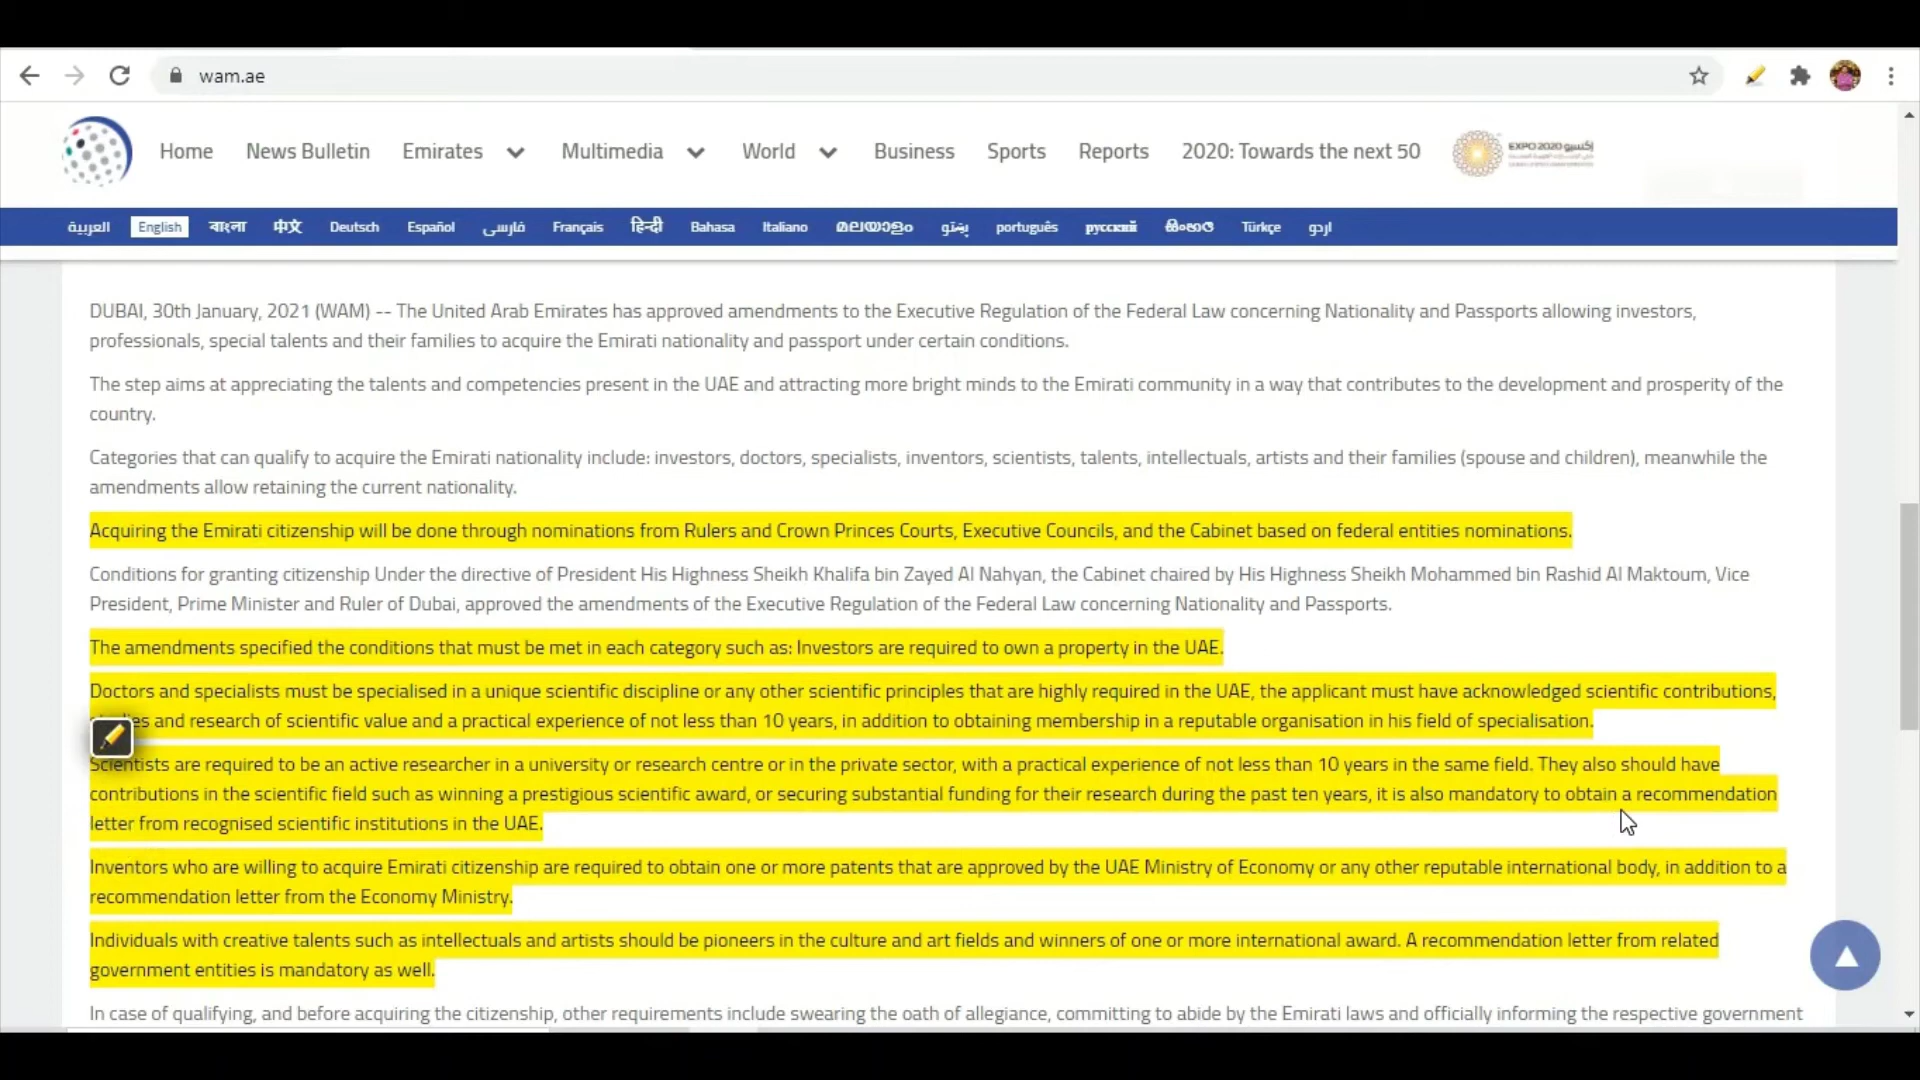 wam.ae
Home News Bulletin Emirates Multimedia World Business Sports Reports 2020: Towards the next 50 EXPO 2020 إكسبو
العربية English বাংলা 中文 Deutsch Español فارسی Français हिन्दी Bahasa Italiano മലയാളം پښتو português русский සිංහල Türkçe اردو
DUBAI, 30th January, 2021 (WAM) -- The United Arab Emirates has approved amendments to the Executive Regulation of the Federal Law concerning Nationality and Passports allowing investors,
professionals, special talents and their families to acquire the Emirati nationality and passport under certain conditions.
The step aims at appreciating the talents and competencies present in the UAE and attracting more bright minds to the Emirati community in a way that contributes to the development and prosperity of the
country.
Categories that can qualify to acquire the Emirati nationality include: investors, doctors, specialists, inventors, scientists, talents, intellectuals, artists and their families (spouse and children), meanwhile the
amendments allow retaining the current nationality.
Acquiring the Emirati citizenship will be done through nominations from Rulers and Crown Princes Courts, Executive Councils, and the Cabinet based on federal entities nominations.
Conditions for granting citizenship Under the directive of President His Highness Sheikh Khalifa bin Zayed Al Nahyan, the Cabinet chaired by His Highness Sheikh Mohammed bin Rashid Al Maktoum, Vice
President, Prime Minister and Ruler of Dubai, approved the amendments of the Executive Regulation of the Federal Law concerning Nationality and Passports.
The amendments specified the conditions that must be met in each category such as: Investors are required to own a property in the UAE.
Doctors and specialists must be specialised in a unique scientific discipline or any other scientific principles that are highly required in the UAE, the applicant must have acknowledged scientific contributions,
and research of scientific value and a practical experience of not less than 10 years, in addition to obtaining membership in a reputable organisation in his field of specialisation.
Scientists are required to be an active researcher in a university or research centre or in the private sector, with a practical experience of not less than 10 years in the same field. They also should have
contributions in the scientific field such as winning a prestigious scientific award, or securing substantial funding for their research during the past ten years, it is also mandatory to obtain a recommendation
letter from recognised scientific institutions in the UAE.
Inventors who are willing to acquire Emirati citizenship are required to obtain one or more patents that are approved by the UAE Ministry of Economy or any other reputable international body, in addition to a
recommendation letter from the Economy Ministry.
Individuals with creative talents such as intellectuals and artists should be pioneers in the culture and art fields and winners of one or more international award. A recommendation letter from related
government entities is mandatory as well.
In case of qualifying, and before acquiring the citizenship, other requirements include swearing the oath of allegiance, committing to abide by the Emirati laws and officially informing the respective government